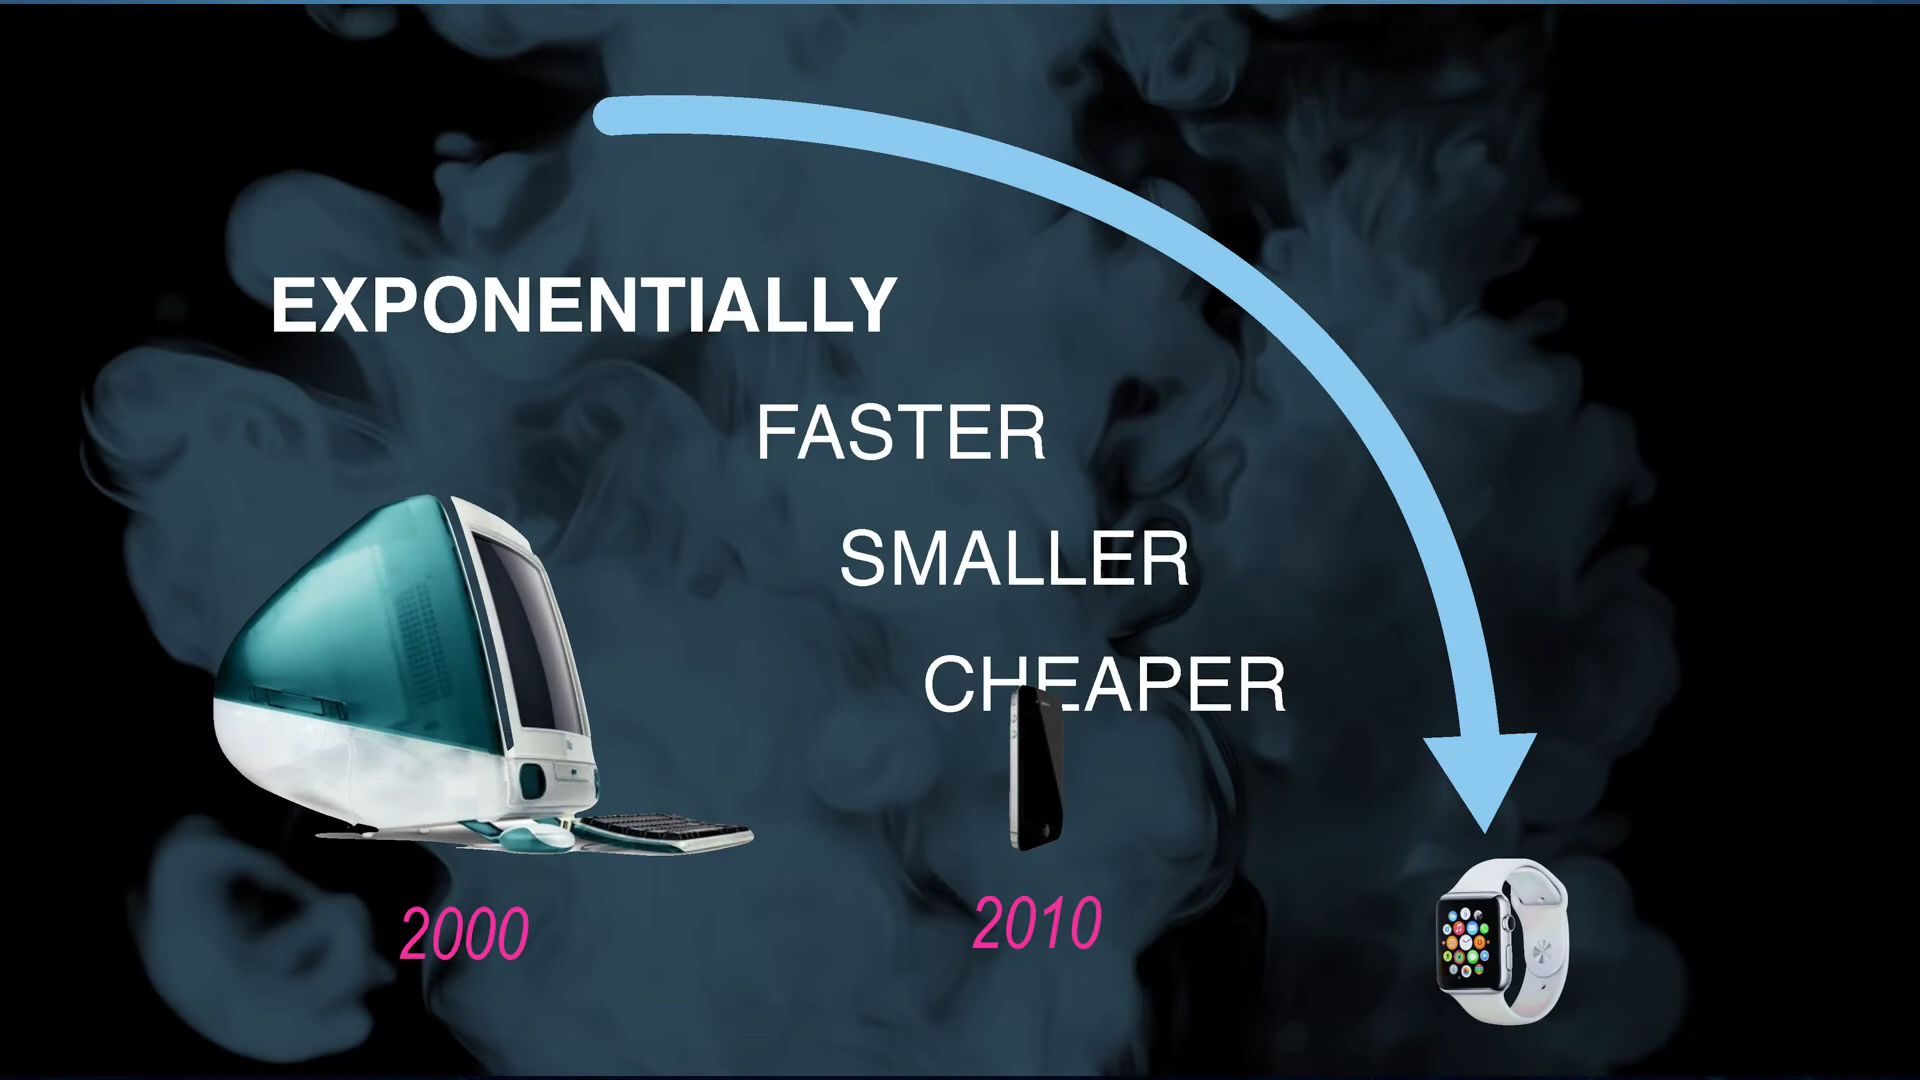 EXPONENTIALLY
FASTER
SMALLER
CHEAPER
2000
2010